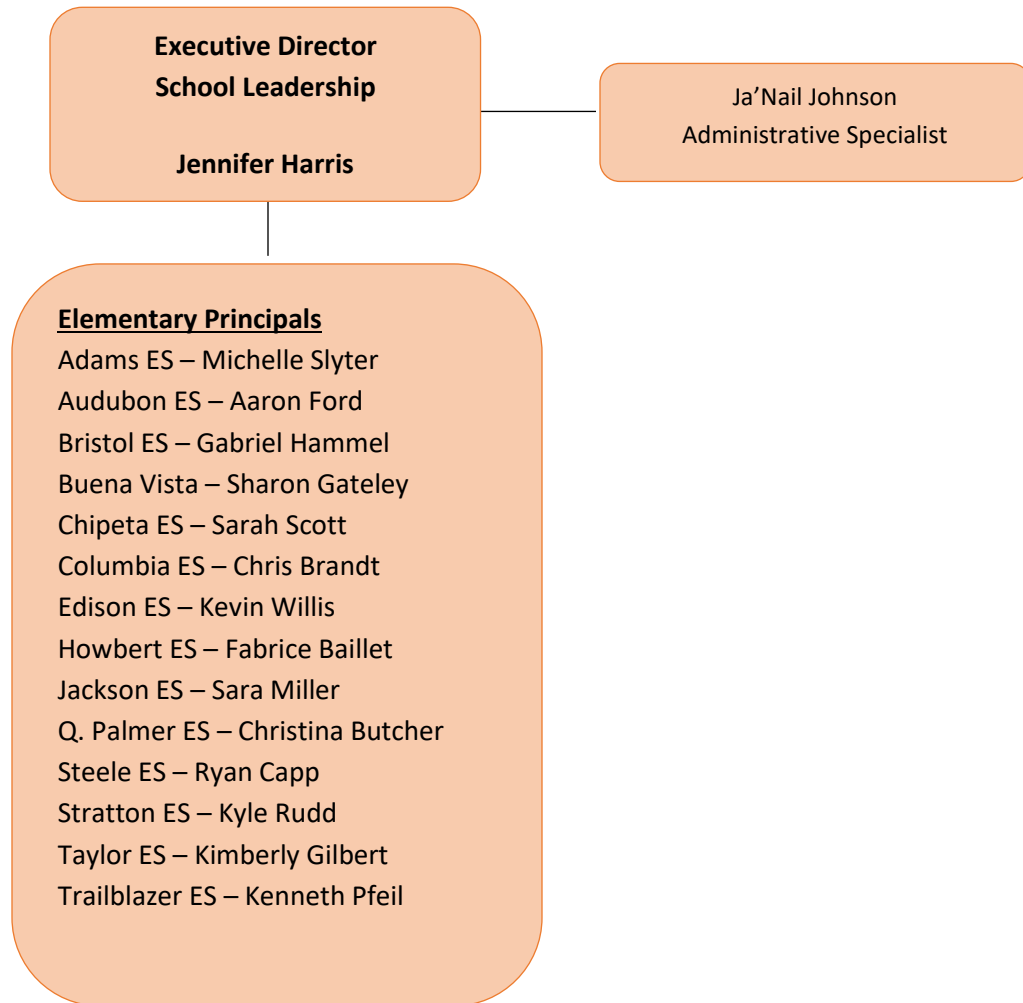 Executive Director
School Leadership
Jennifer Harris
Ja’Nail Johnson
Administrative Specialist
Elementary Principals
Adams ES – Michelle Slyter
Audubon ES – Aaron Ford
Bristol ES – Gabriel Hammel
Buena Vista – Sharon Gateley
Chipeta ES – Sarah Scott
Columbia ES – Chris Brandt
Edison ES – Kevin Willis
Howbert ES – Fabrice Baillet
Jackson ES – Sara Miller
Q. Palmer ES – Christina Butcher
Steele ES – Ryan Capp
Stratton ES – Kyle Rudd
Taylor ES – Kimberly Gilbert
Trailblazer ES – Kenneth Pfeil